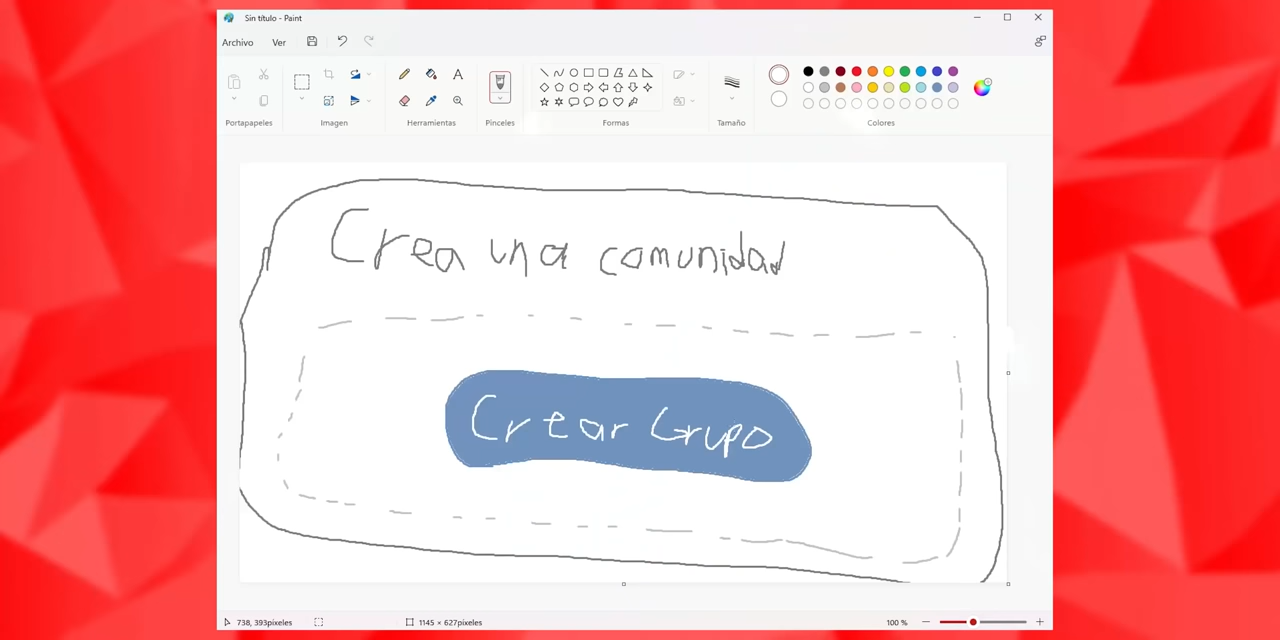 Sin título - Paint
Archivo Ver
Portapapeles Imagen Herramientas Pinceles Formas Tamaño Colores
Crea una comunidad
Crear Grupo
738, 393píxeles 1145 × 627píxeles 100 %